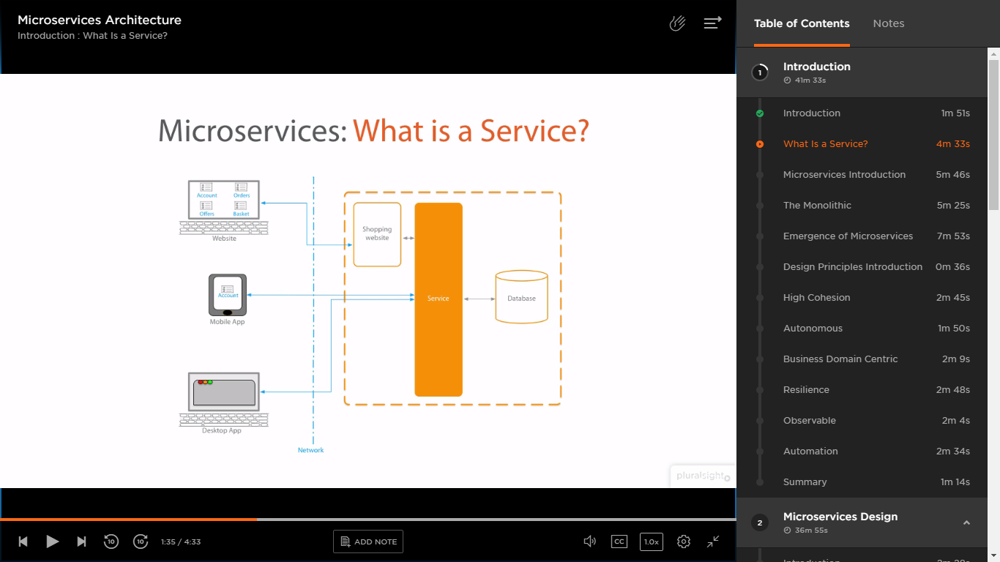 Microservices Architecture
Introduction : What Is a Service?
Microservices: What is a Service?
Account
Orders
Offers
Basket
Website
Shopping
website
Service
Database
Account
Mobile App
Desktop App
Network
pluralsight
10
10
1:35 / 4:33
ADD NOTE
CC
1.0x
Table of Contents
Notes
1
Introduction
41m 33s
Introduction 1m 51s
What Is a Service? 4m 33s
Microservices Introduction 5m 46s
The Monolithic 5m 25s
Emergence of Microservices 7m 53s
Design Principles Introduction 0m 36s
High Cohesion 2m 45s
Autonomous 1m 50s
Business Domain Centric 2m 9s
Resilience 2m 48s
Observable 2m 4s
Automation 2m 34s
Summary 1m 14s
2
Microservices Design
36m 55s